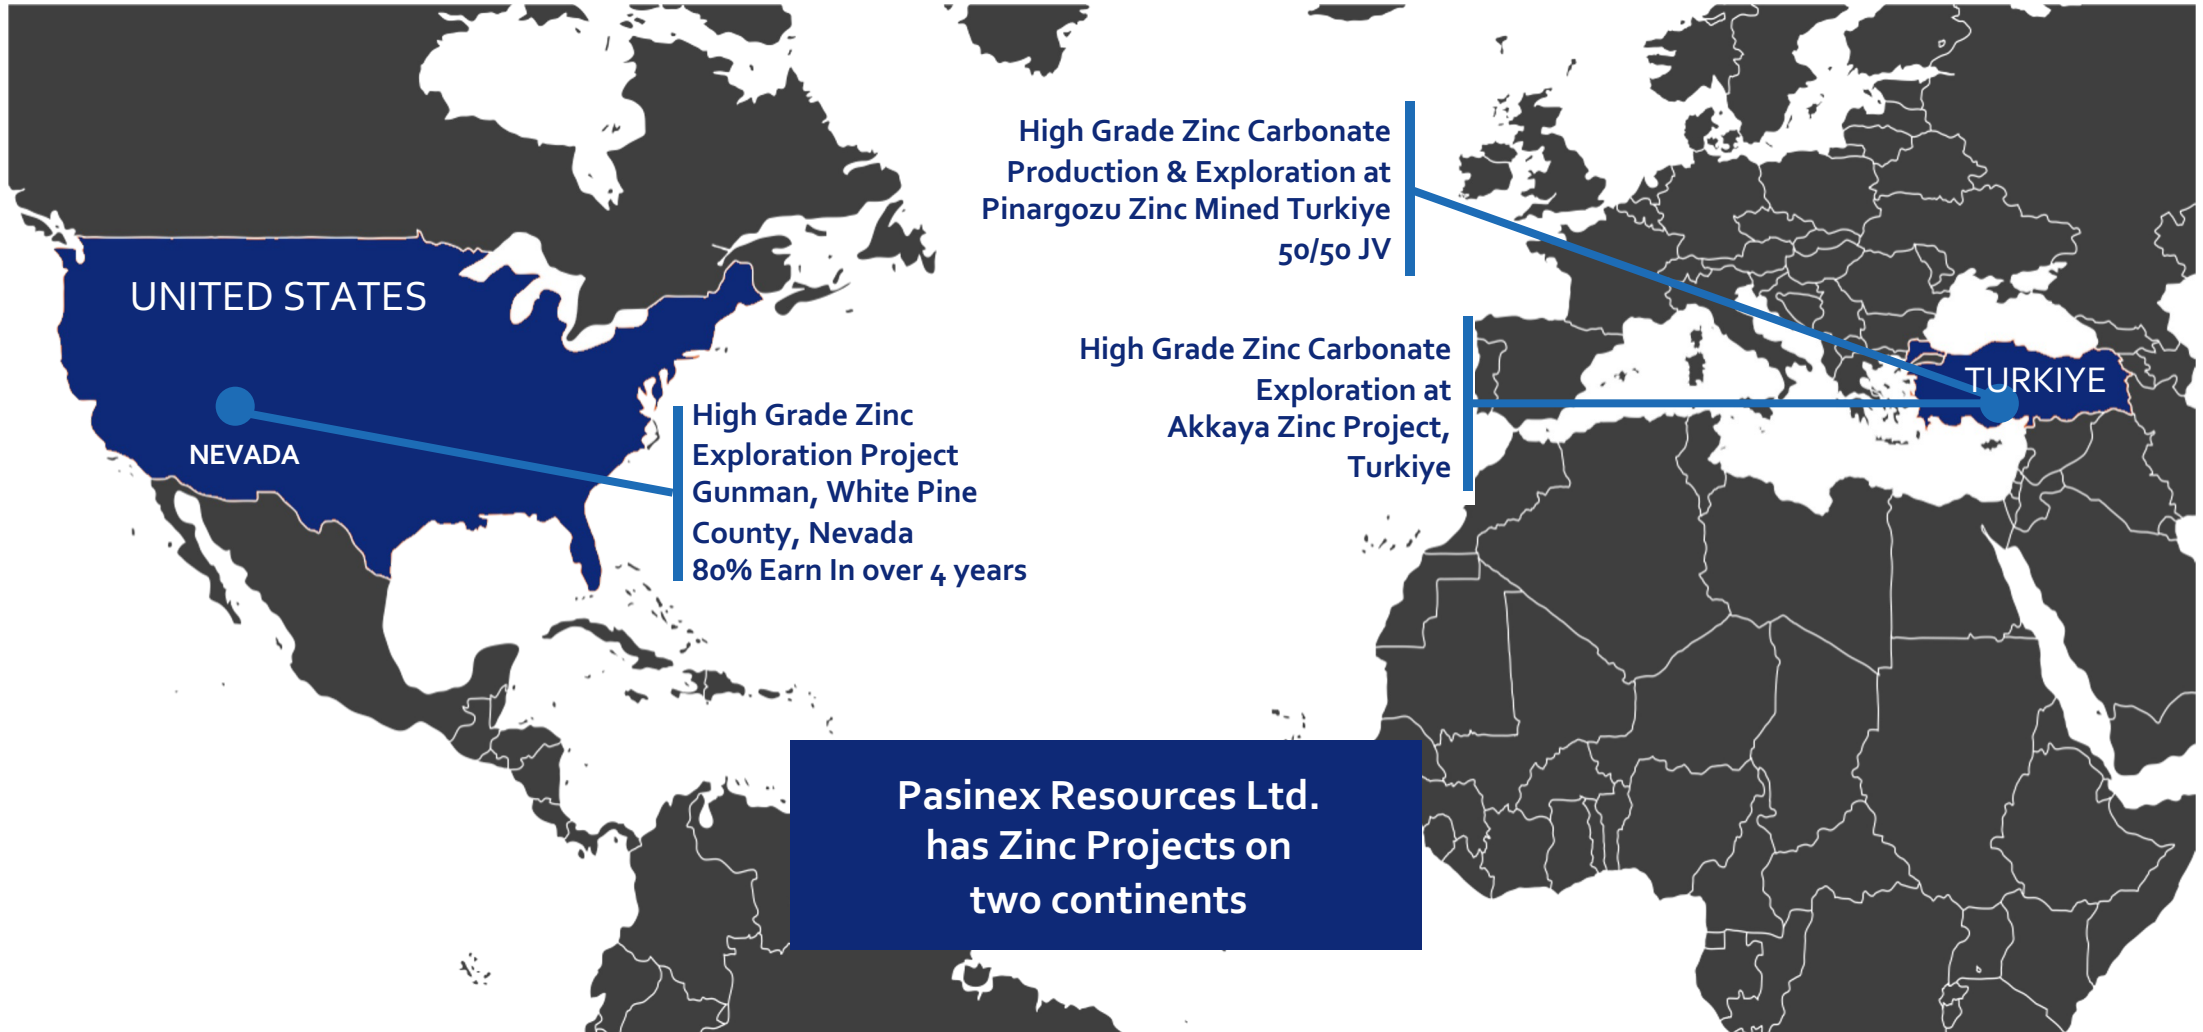 UNITED STATES
NEVADA
High Grade Zinc
Exploration Project
Gunman, White Pine
County, Nevada
80% Earn In over 4 years
High Grade Zinc Carbonate
Production & Exploration at
Pinargozu Zinc Mined Turkiye
50/50 JV
High Grade Zinc Carbonate
Exploration at
Akkaya Zinc Project,
Turkiye
TURKIYE
Pasinex Resources Ltd.
has Zinc Projects on
two continents